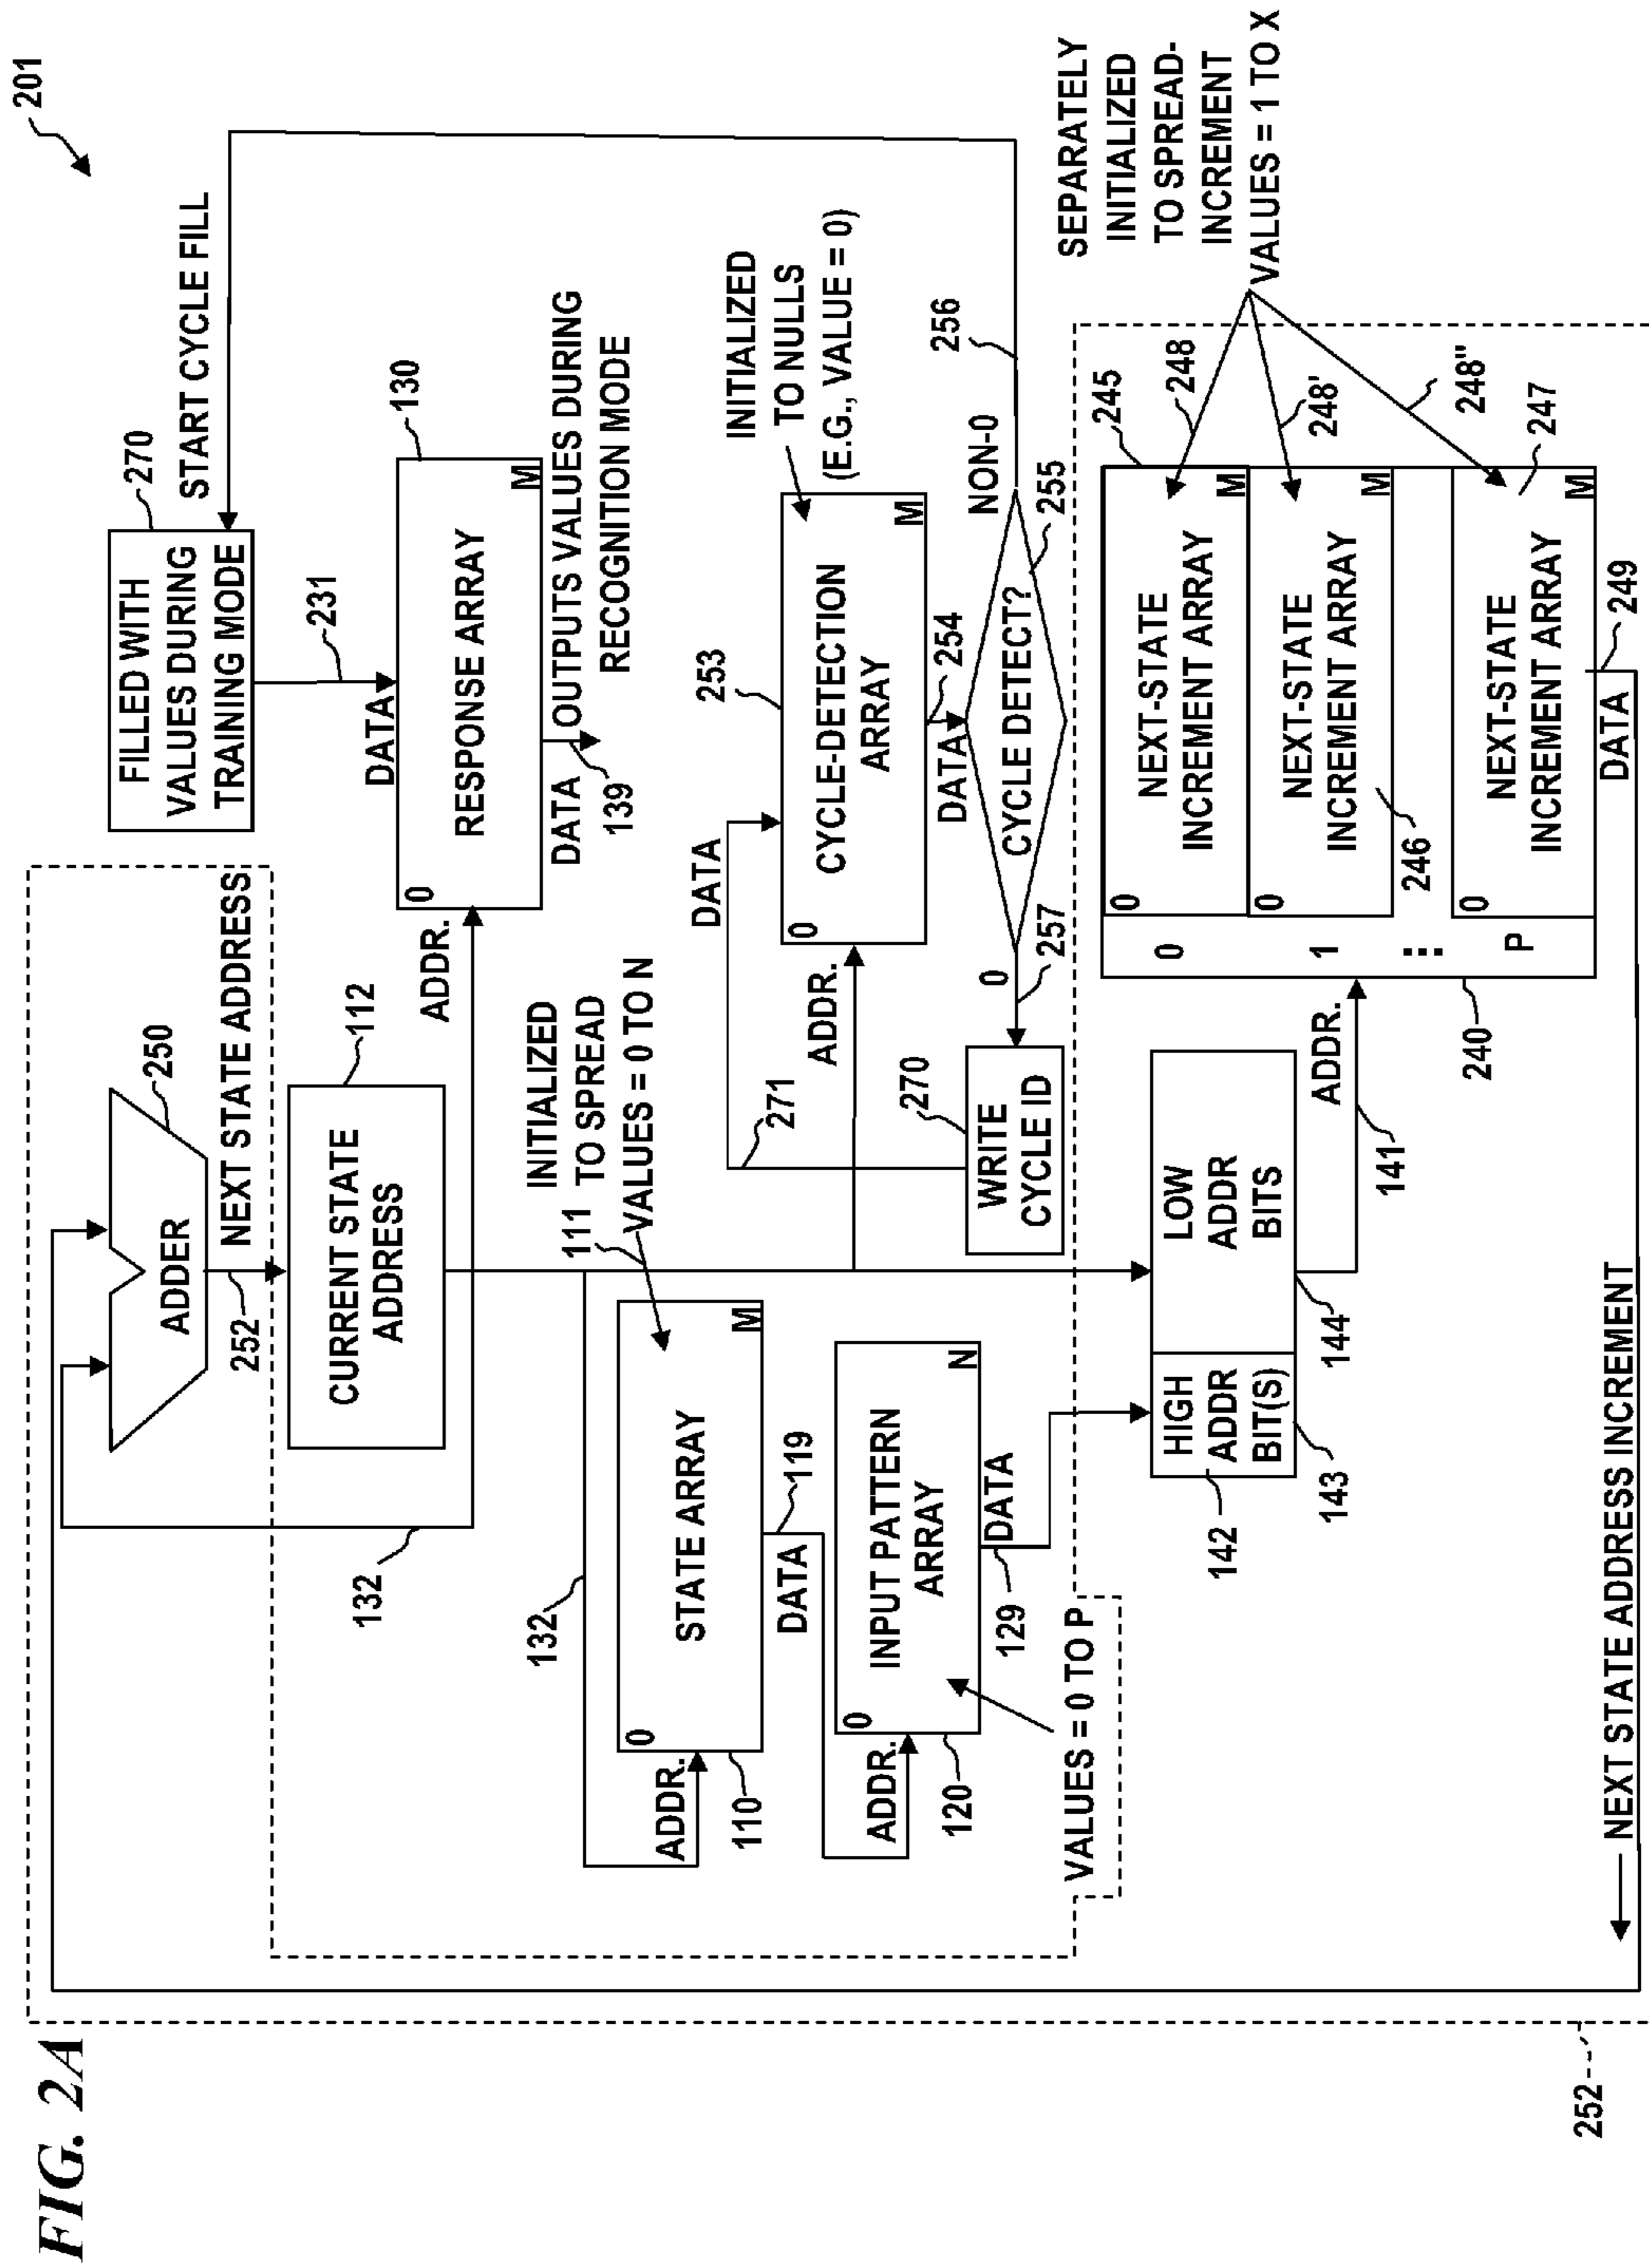 FIG. 2A
201
ADDER
250
252
NEXT STATE ADDRESS
CURRENT STATE
ADDRESS
112
132
FILLED WITH
VALUES DURING
TRAINING MODE
270
START CYCLE FILL
231
DATA
ADDR.
0
RESPONSE ARRAY
M
130
DATA
139
OUTPUTS VALUES DURING
RECOGNITION MODE
132
INITIALIZED
TO SPREAD
VALUES = 0 TO N
111
ADDR.
0
STATE ARRAY
M
110
DATA
119
ADDR.
0
INPUT PATTERN
ARRAY
N
120
DATA
129
VALUES = 0 TO P
253
DATA
ADDR.
0
CYCLE-DETECTION
ARRAY
M
INITIALIZED
TO NULLS
(E.G., VALUE = 0)
DATA
254
CYCLE DETECT?
255
NON-0
256
0
257
WRITE
CYCLE ID
270
271
HIGH
ADDR
BIT(S)
LOW
ADDR
BITS
142
143
144
141
ADDR.
240
0
1
...
P
0
NEXT-STATE
INCREMENT ARRAY
M
245
0
NEXT-STATE
INCREMENT ARRAY
M
246
0
NEXT-STATE
INCREMENT ARRAY
M
247
248
248'
248"
SEPARATELY
INITIALIZED
TO SPREAD-
INCREMENT
VALUES = 1 TO X
DATA
249
NEXT STATE ADDRESS INCREMENT
252